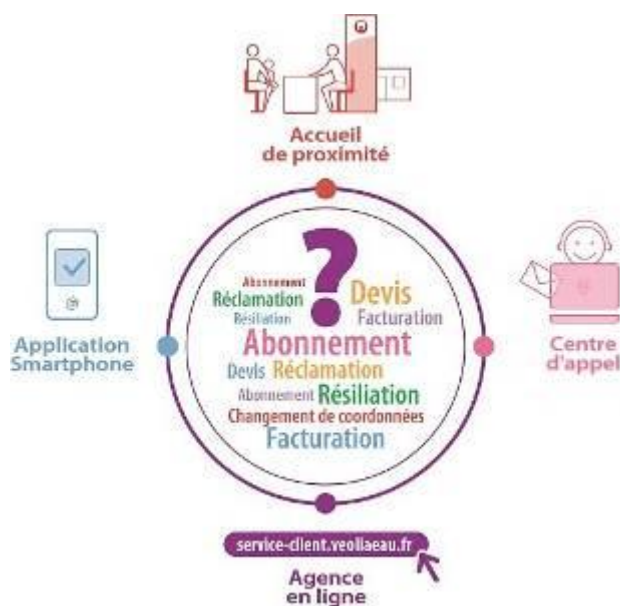 Accueil
de proximité
Application
Smartphone
?
Abonnement
Réclamation
Devis
Résiliation
Facturation
Abonnement
Devis Réclamation
Abonnement Résiliation
Changement de coordonnées
Facturation
Centre
d'appel
service-client.veoliaeau.fr
Agence
en ligne